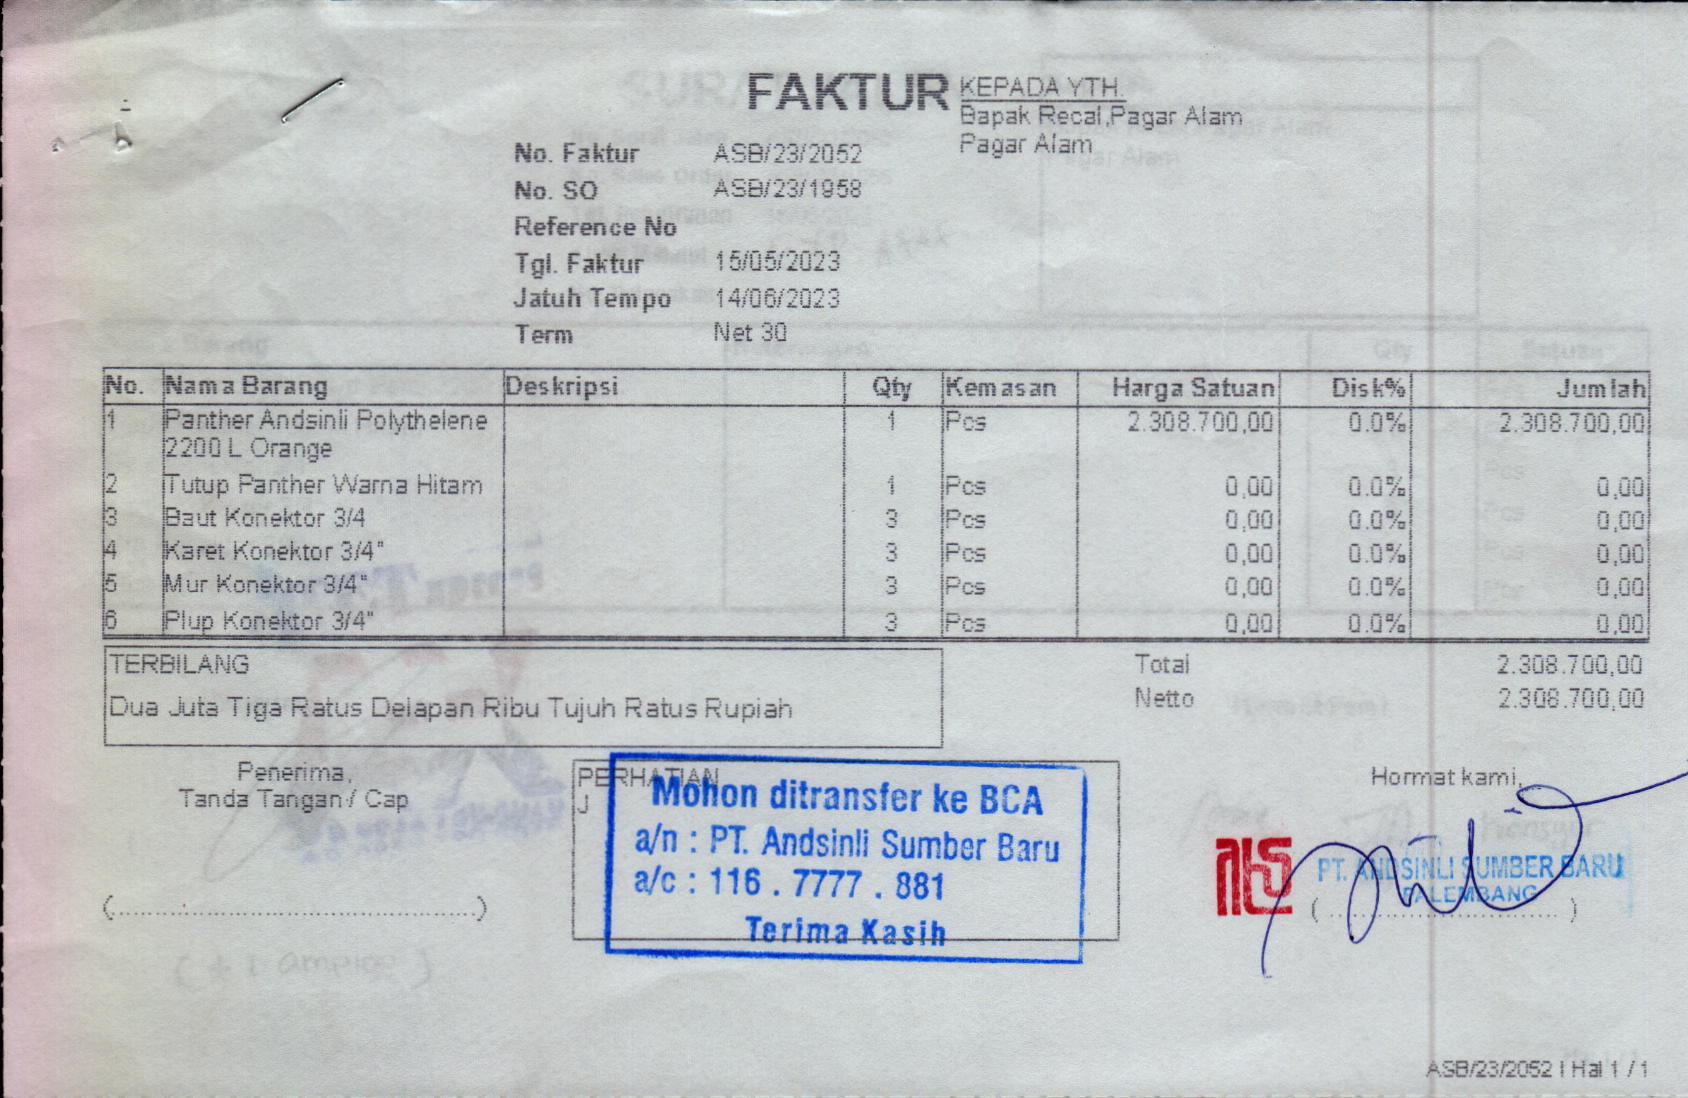 FAKTUR
KEPADA YTH.
Bapak Recal,Pagar Alam
Pagar Alam
No. Faktur ASB/23/2052
No. SO ASB/23/1958
Reference No
Tgl. Faktur 15/05/2023
Jatuh Tempo 14/06/2023
Term Net 30
No. Nama Barang Deskripsi Qty Kemasan Harga Satuan Disk% Jumlah
1 Panther Andsinli Polythelene 1 Pcs 2.308.700,00 0.0% 2.308.700,00
2200 L Orange
2 Tutup Panther Warna Hitam 1 Pcs 0,00 0.0% 0,00
3 Baut Konektor 3/4 3 Pcs 0,00 0.0% 0,00
4 Karet Konektor 3/4" 3 Pcs 0,00 0.0% 0,00
5 Mur Konektor 3/4" 3 Pcs 0,00 0.0% 0,00
6 Plup Konektor 3/4" 3 Pcs 0,00 0.0% 0,00
TERBILANG
Dua Juta Tiga Ratus Delapan Ribu Tujuh Ratus Rupiah
Total 2.308.700,00
Netto 2.308.700,00
Penerima,
Tanda Tangan / Cap
(........................................)
PERHATIAN
J
Mohon ditransfer ke BCA
a/n : PT. Andsinli Sumber Baru
a/c : 116 . 7777 . 881
Terima Kasih
Hormat kami,
PT. ANDSINLI SUMBER BARU
PALEMBANG
(........................................)
ASB/23/2052 | Hal 1 / 1